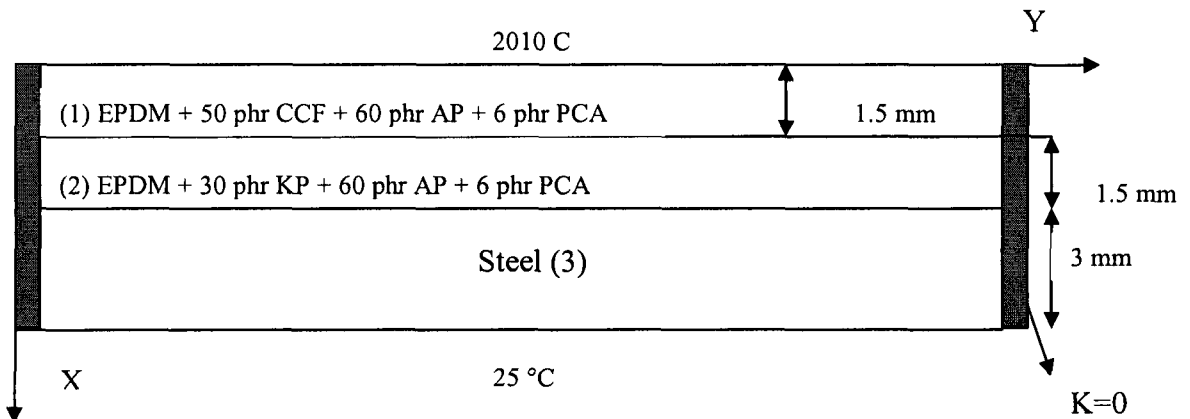 Y
2010 C
(1) EPDM + 50 phr CCF + 60 phr AP + 6 phr PCA
1.5 mm
(2) EPDM + 30 phr KP + 60 phr AP + 6 phr PCA
1.5 mm
Steel (3)
3 mm
X
25 °C
K=0